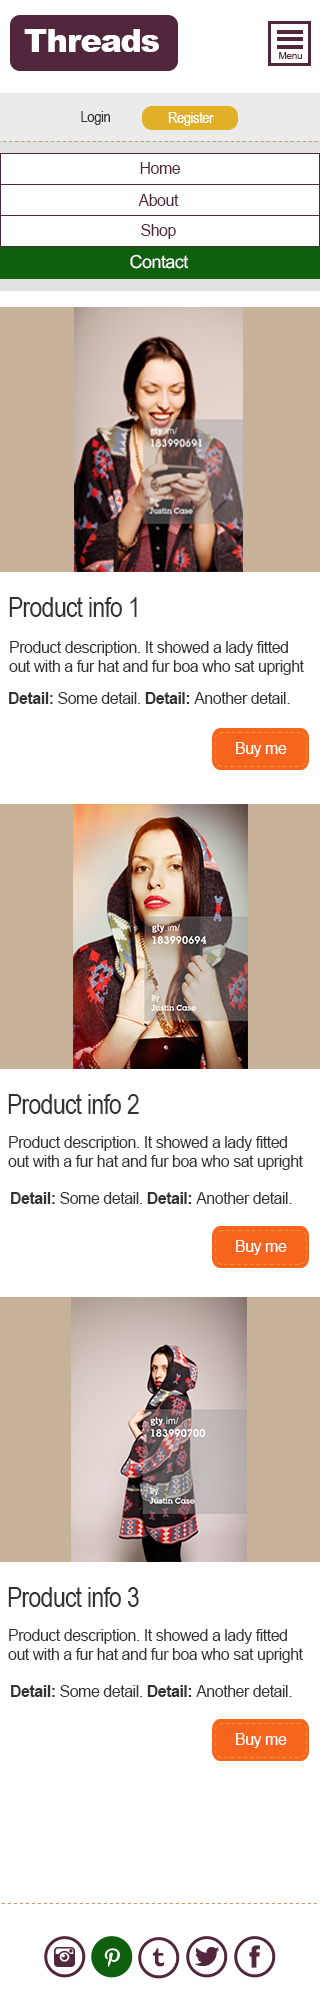 Threads
Menu
Login
Register
Home
About
Shop
Contact
gty.im/
183990691
Justin Case
Product info 1
Product description. It showed a lady fitted
out with a fur hat and fur boa who sat upright
Detail: Some detail. Detail: Another detail.
Buy me
gty.im/
183990694
By
Justin Case
Product info 2
Product description. It showed a lady fitted
out with a fur hat and fur boa who sat upright
Detail: Some detail. Detail: Another detail.
Buy me
gty.im/
183990700
By
Justin Case
Product info 3
Product description. It showed a lady fitted
out with a fur hat and fur boa who sat upright
Detail: Some detail. Detail: Another detail.
Buy me